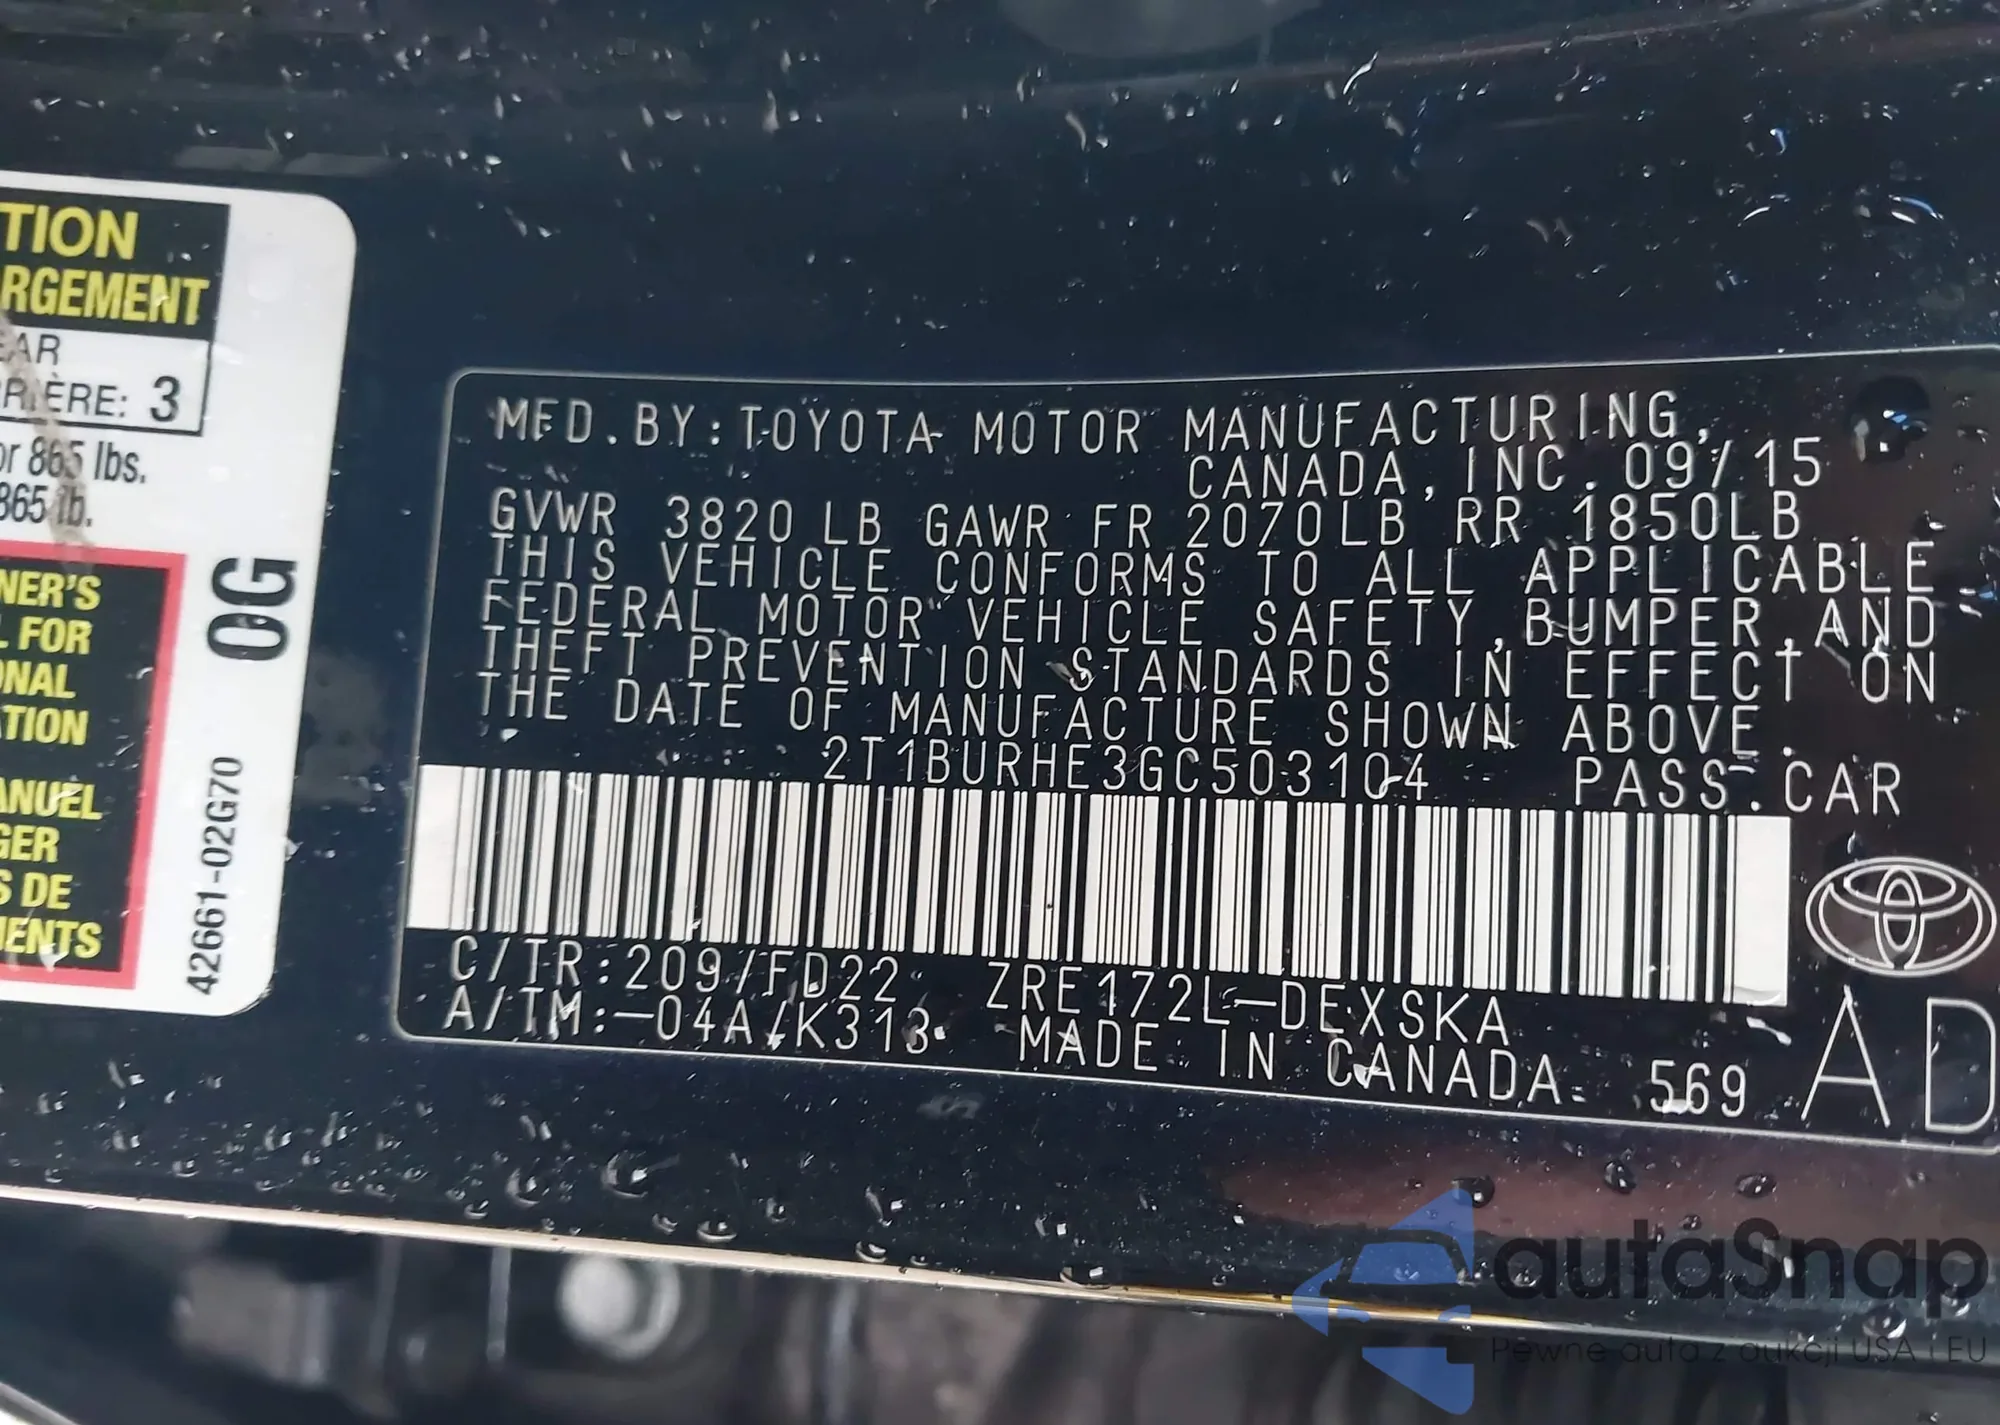 TION
RGEMENT
EAR
RRIÈRE: 3
or 865 lbs.
865 lb.
NER'S
L FOR
ONAL
ATION
ANUEL
GER
S DE
MENTS
0G
42661-02G70
MFD.BY:TOYOTA MOTOR MANUFACTURING,
CANADA, INC. 09/15
GVWR 3820 LB GAWR FR 2070LB RR 1850LB
THIS VEHICLE CONFORMS TO ALL APPLICABLE
FEDERAL MOTOR VEHICLE SAFETY, BUMPER, AND
THEFT PREVENTION STANDARDS IN EFFECT ON
THE DATE OF MANUFACTURE SHOWN ABOVE.
2T1BURHE3GC503104 PASS.CAR
C/TR:209/FD22 ZRE172L-DEXSKA
A/TM:-04A/K313 MADE IN CANADA 569
AD
autaSnap
Pewne auta z aukcji USA i EU